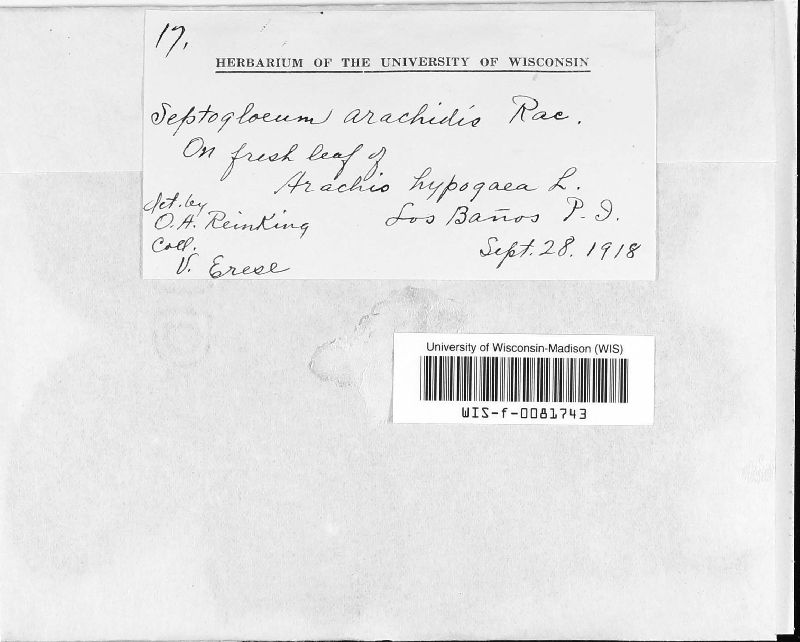 17.
HERBARIUM OF THE UNIVERSITY OF WISCONSIN
Septogloeum arachidis Rac.
On fresh leaf of
Arachis hypogaea L.
det. by
O.A. Reinking
Los Baños P.I.
Coll.
V. Erese
Sept. 28. 1918
University of Wisconsin-Madison (WIS)
WIS-f-0081743